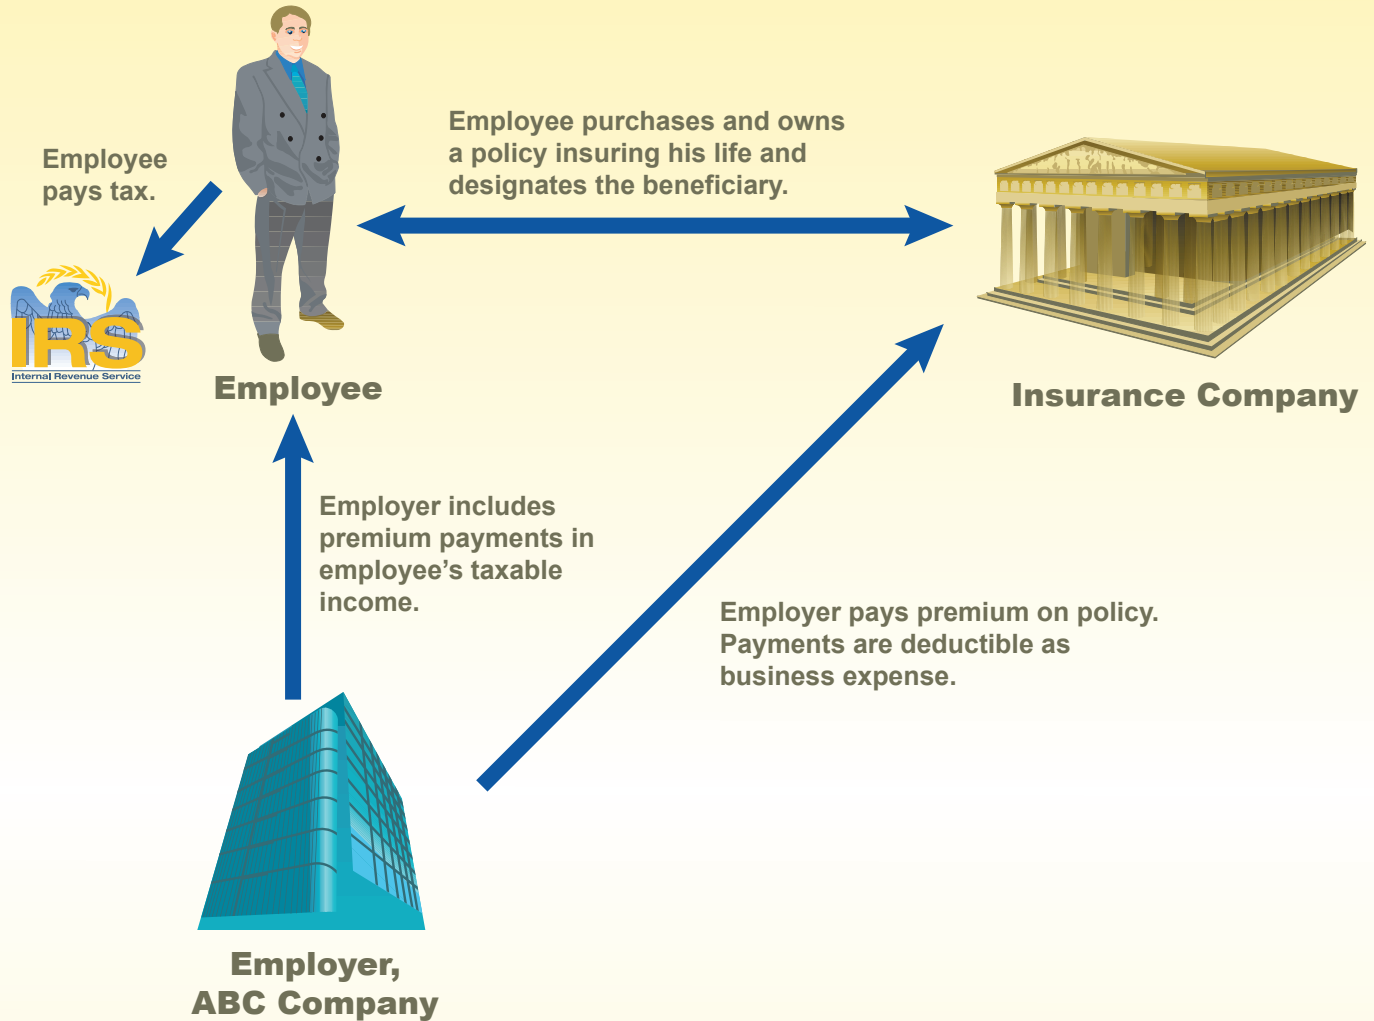 Employee
pays tax.
IRS
Internal Revenue Service
Employee
Employee purchases and owns
a policy insuring his life and
designates the beneficiary.
Insurance Company
Employer includes
premium payments in
employee’s taxable
income.
Employer pays premium on policy.
Payments are deductible as
business expense.
Employer,
ABC Company